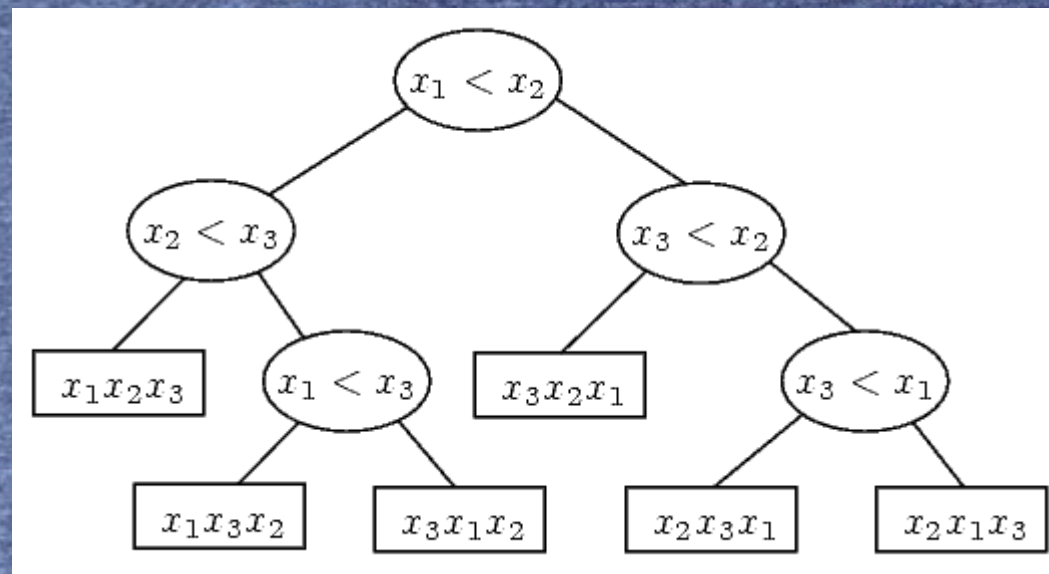 x₁ < x₂
x₂ < x₃
x₃ < x₂
x₁x₂x₃
x₁ < x₃
x₃x₂x₁
x₃ < x₁
x₁x₃x₂
x₃x₁x₂
x₂x₃x₁
x₂x₁x₃